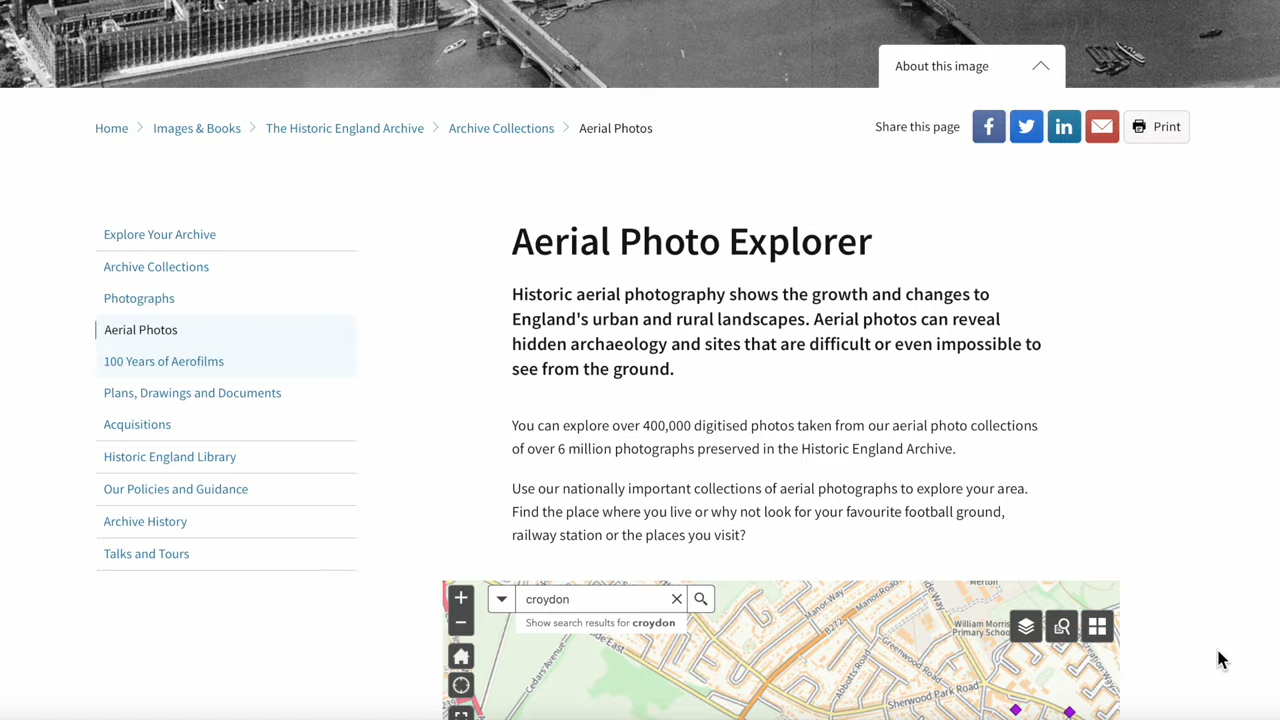 About this image
Home
Images & Books
The Historic England Archive
Archive Collections
Aerial Photos
Share this page
Print
Explore Your Archive
Archive Collections
Photographs
Aerial Photos
100 Years of Aerofilms
Plans, Drawings and Documents
Acquisitions
Historic England Library
Our Policies and Guidance
Archive History
Talks and Tours
Aerial Photo Explorer
Historic aerial photography shows the growth and changes to
England's urban and rural landscapes. Aerial photos can reveal
hidden archaeology and sites that are difficult or even impossible to
see from the ground.
You can explore over 400,000 digitised photos taken from our aerial photo collections
of over 6 million photographs preserved in the Historic England Archive.
Use our nationally important collections of aerial photographs to explore your area.
Find the place where you live or why not look for your favourite football ground,
railway station or the places you visit?
croydon
Show search results for croydon
Merton
Manor Way
Manor Road
B272
William Morris
Primary School
Cedars Avenue
Abbotts Road
Greenwood Road
Sherwood Park Road